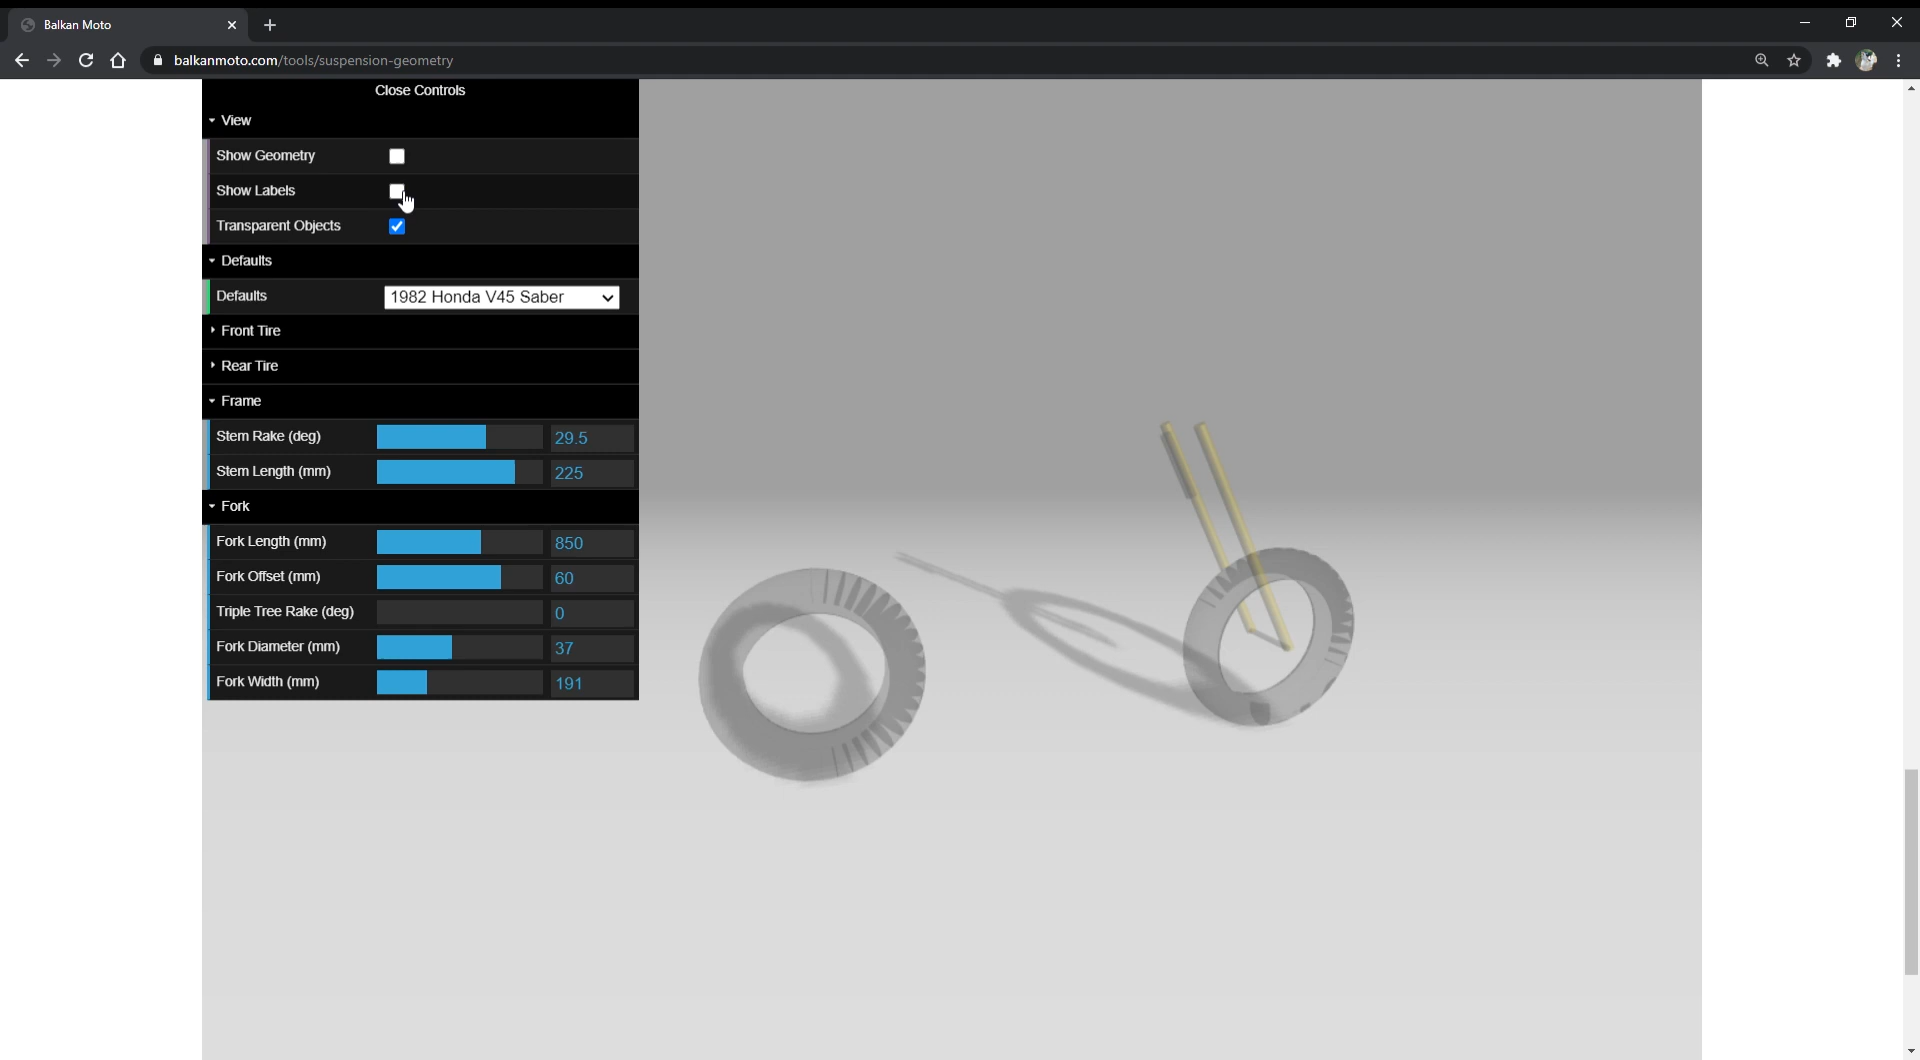 Balkan Moto
balkanmoto.com/tools/suspension-geometry
Close Controls
View
Show Geometry
Show Labels
Transparent Objects
Defaults
Defaults 1982 Honda V45 Saber
Front Tire
Rear Tire
Frame
Stem Rake (deg) 29.5
Stem Length (mm) 225
Fork
Fork Length (mm) 850
Fork Offset (mm) 60
Triple Tree Rake (deg) 0
Fork Diameter (mm) 37
Fork Width (mm) 191